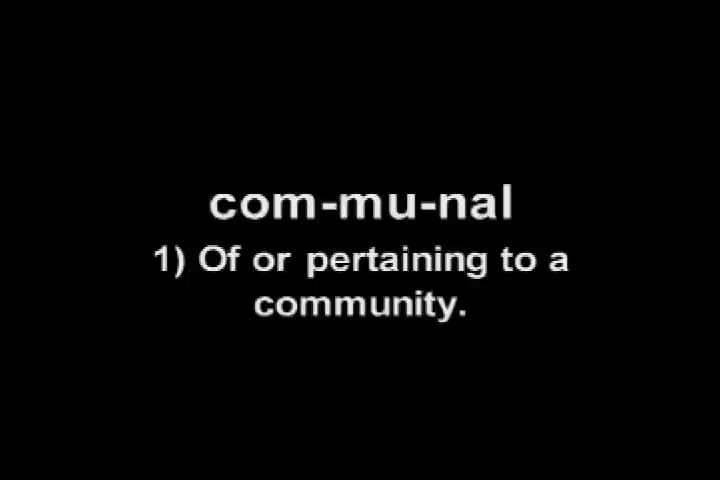 com-mu-nal
1) Of or pertaining to a
community.